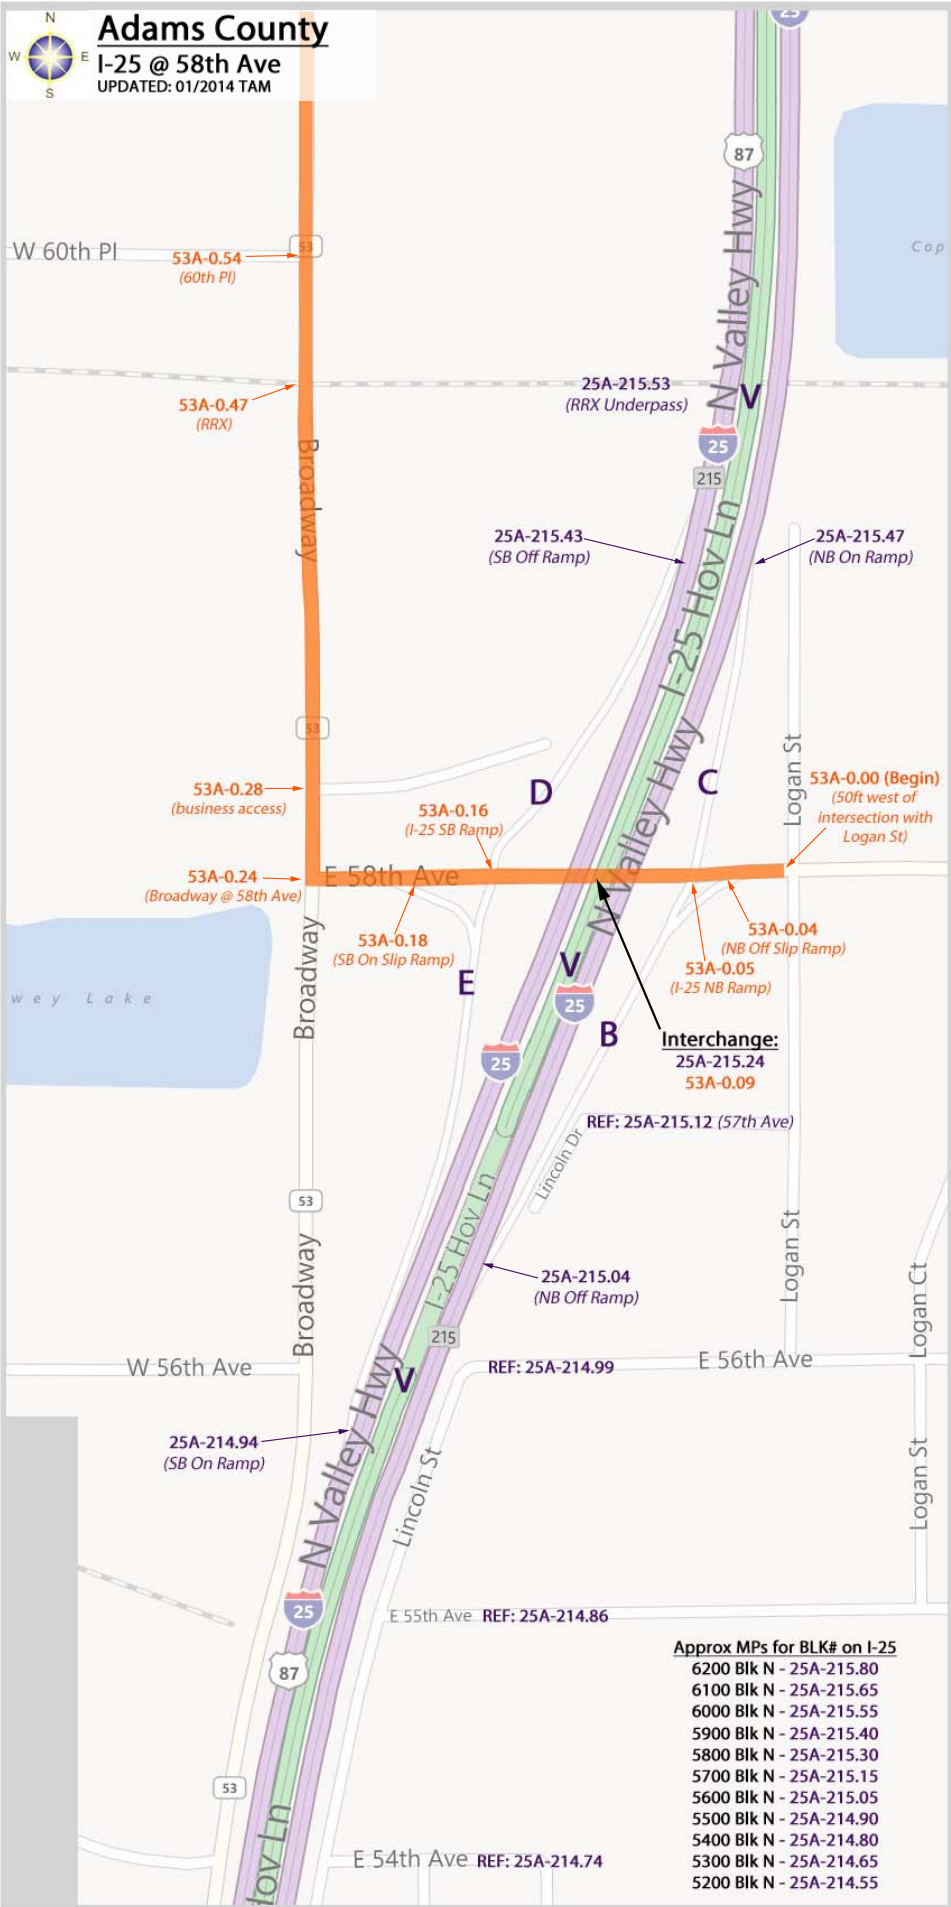 N
W E
S
Adams County
I-25 @ 58th Ave
UPDATED: 01/2014 TAM
25
87
N Valley Hwy
W 60th Pl
53A-0.54
(60th Pl)
53
Cop
53A-0.47
(RRX)
25A-215.53
(RRX Underpass)
V
Broadway
25
215
25A-215.43
(SB Off Ramp)
25A-215.47
(NB On Ramp)
I-25 Hov Ln
53
N Valley Hwy
Logan St
D
C
53A-0.28
(business access)
53A-0.16
(I-25 SB Ramp)
53A-0.00 (Begin)
(50ft west of
intersection with
Logan St)
53A-0.24
(Broadway @ 58th Ave)
E 58th Ave
53A-0.18
(SB On Slip Ramp)
53A-0.04
(NB Off Slip Ramp)
53A-0.05
(I-25 NB Ramp)
wey Lake
Broadway
E
V
25
B
25
Interchange:
25A-215.24
53A-0.09
REF: 25A-215.12 (57th Ave)
Lincoln Dr
53
I-25 Hov Ln
Logan St
Broadway
25A-215.04
(NB Off Ramp)
Logan Ct
215
W 56th Ave
V
REF: 25A-214.99
E 56th Ave
25A-214.94
(SB On Ramp)
N Valley Hwy
Lincoln St
Logan St
25
E 55th Ave REF: 25A-214.86
87
53
Hov Ln
E 54th Ave REF: 25A-214.74
Approx MPs for BLK# on I-25
6200 Blk N - 25A-215.80
6100 Blk N - 25A-215.65
6000 Blk N - 25A-215.55
5900 Blk N - 25A-215.40
5800 Blk N - 25A-215.30
5700 Blk N - 25A-215.15
5600 Blk N - 25A-215.05
5500 Blk N - 25A-214.90
5400 Blk N - 25A-214.80
5300 Blk N - 25A-214.65
5200 Blk N - 25A-214.55